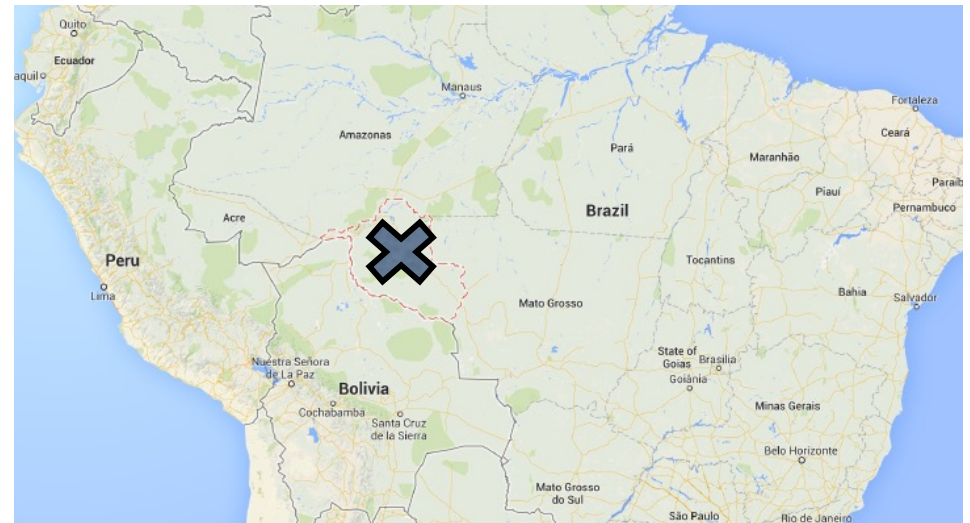 Quito
Ecuador
aquil
Manaus
Fortaleza
Amazonas
Ceará
Pará
Maranhão
Paraíb
Piauí
Acre
Brazil
Pernambuco
Peru
Tocantins
Lima
Bahia
Salvador
Mato Grosso
State of
Goias
Brasilia
Nuestra Señora
de La Paz
Goiânia
Bolivia
Minas Gerais
Cochabamba
Santa Cruz
de la Sierra
Belo Horizonte
Mato Grosso
do Sul
São Paulo
Rio de Janeiro